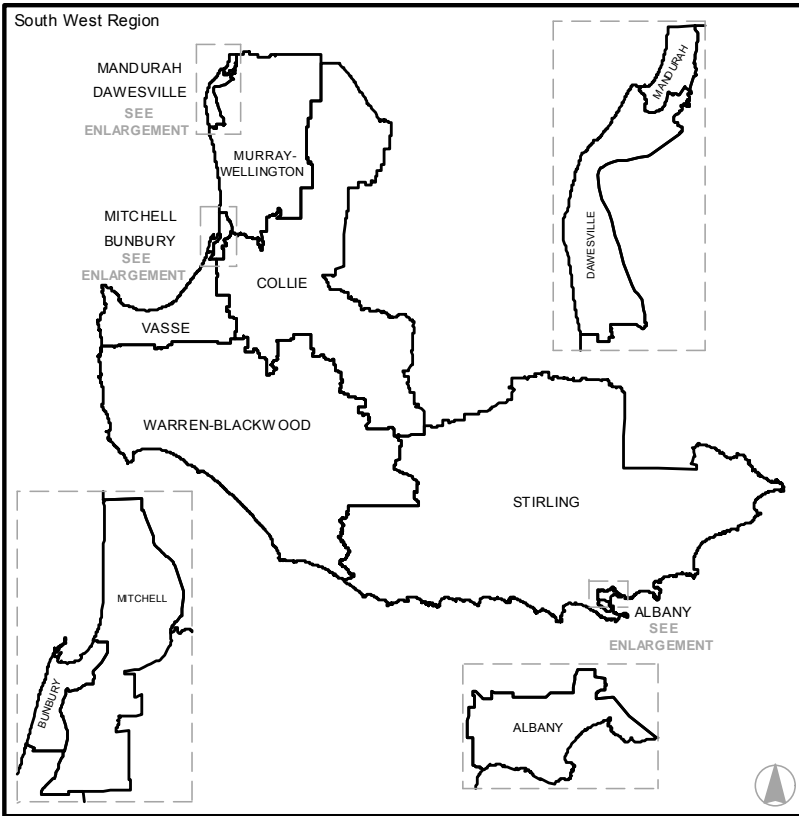 South West Region
MANDURAH
DAWESVILLE
SEE
ENLARGEMENT
MURRAY-
WELLINGTON
MITCHELL
BUNBURY
SEE
ENLARGEMENT
COLLIE
VASSE
WARREN-BLACKWOOD
STIRLING
ALBANY
SEE
ENLARGEMENT
MANDURAH
DAWESVILLE
MITCHELL
BUNBURY
ALBANY